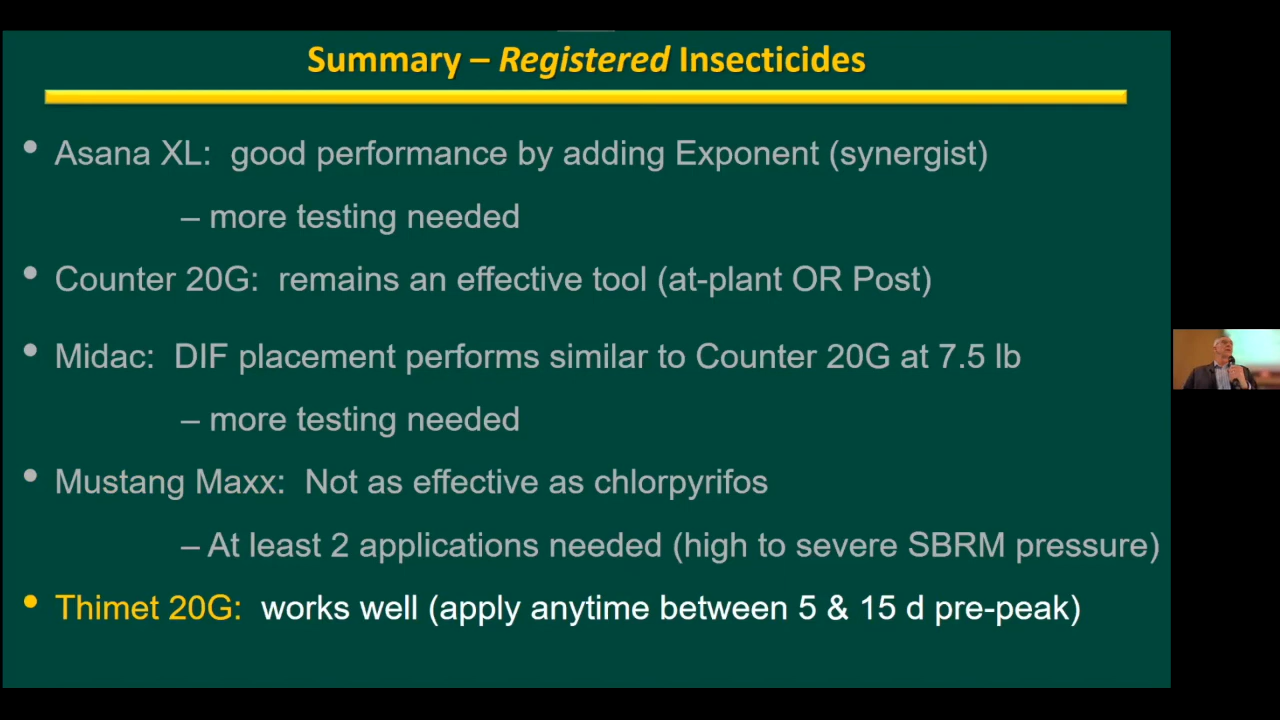 Summary – Registered Insecticides
• Asana XL: good performance by adding Exponent (synergist)
– more testing needed
• Counter 20G: remains an effective tool (at-plant OR Post)
• Midac: DIF placement performs similar to Counter 20G at 7.5 lb
– more testing needed
• Mustang Maxx: Not as effective as chlorpyrifos
– At least 2 applications needed (high to severe SBRM pressure)
• Thimet 20G: works well (apply anytime between 5 & 15 d pre-peak)